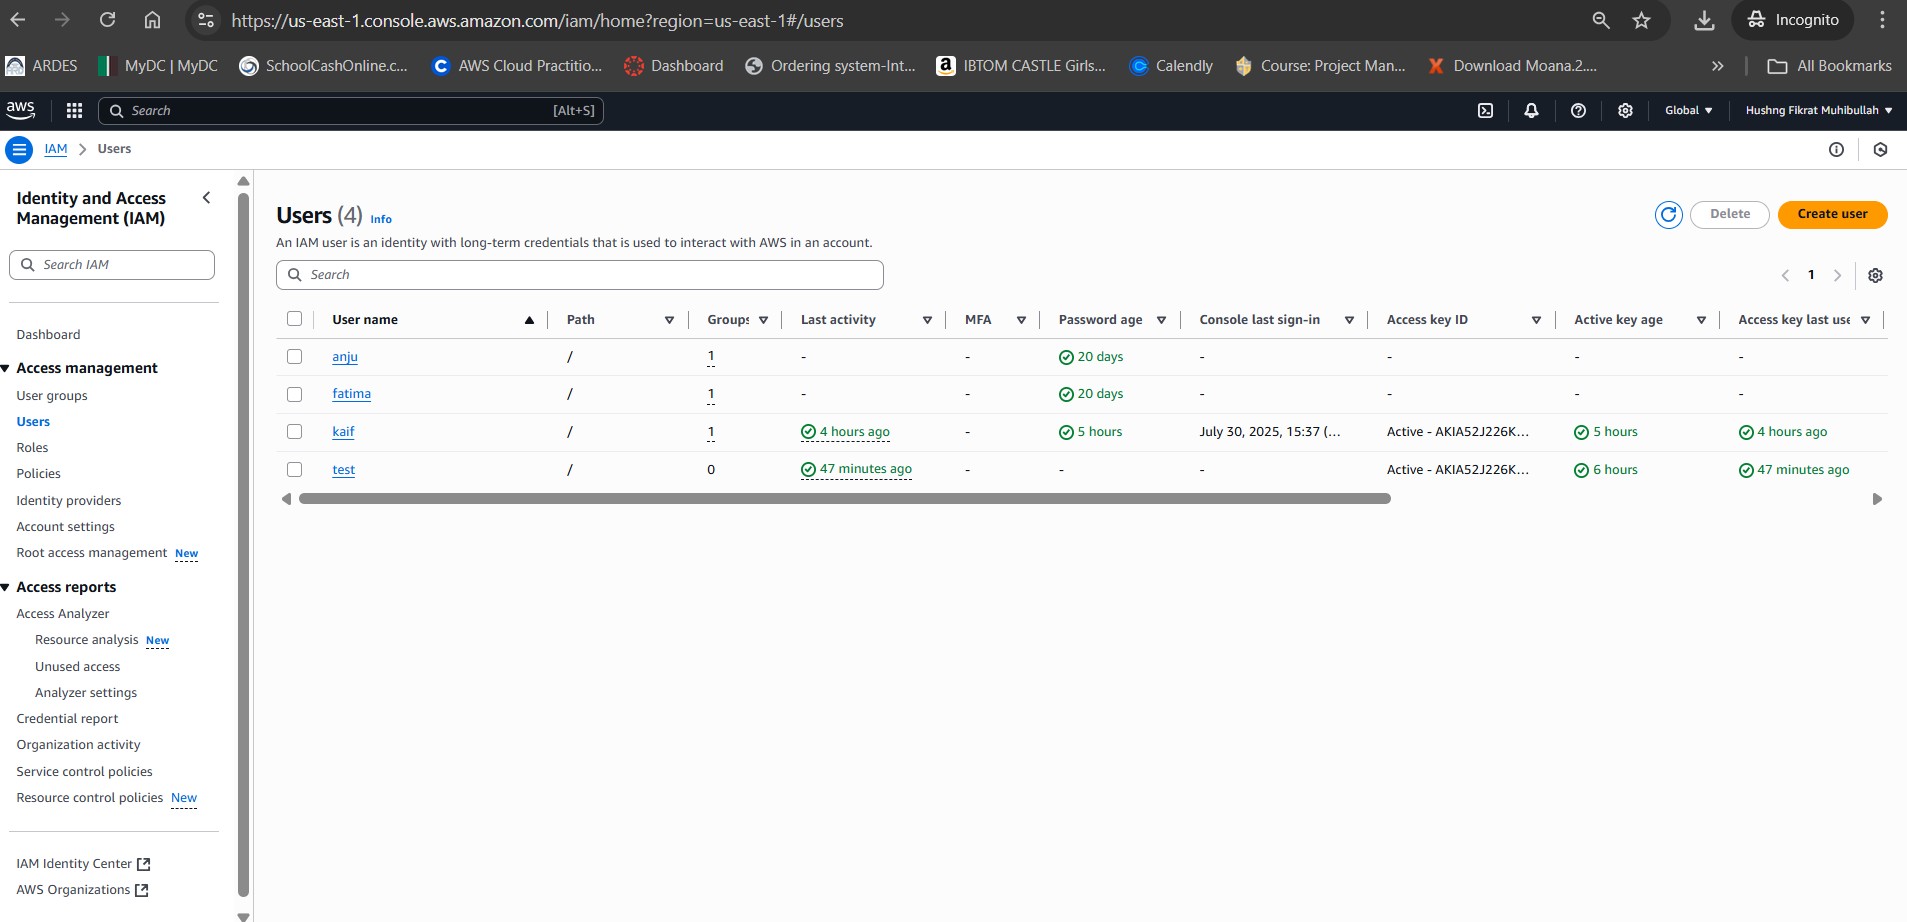 https://us-east-1.console.aws.amazon.com/iam/home?region=us-east-1#/users
Incognito
ARDES
MyDC | MyDC
SchoolCashOnline.c...
AWS Cloud Practitio...
Dashboard
Ordering system-Int...
IBTOM CASTLE Girls...
Calendly
Course: Project Man...
Download Moana.2....
All Bookmarks
aws
Search [Alt+S]
Global
Hushng Fikrat Muhibullah
IAM > Users
Identity and Access
Management (IAM)
Search IAM
Dashboard
Access management
User groups
Users
Roles
Policies
Identity providers
Account settings
Root access management New
Access reports
Access Analyzer
Resource analysis New
Unused access
Analyzer settings
Credential report
Organization activity
Service control policies
Resource control policies New
IAM Identity Center
AWS Organizations
Users (4) Info
Delete
Create user
An IAM user is an identity with long-term credentials that is used to interact with AWS in an account.
Search
1
User name Path Groups Last activity MFA Password age Console last sign-in Access key ID Active key age Access key last use
anju / 1 - - 20 days - - - -
fatima / 1 - - 20 days - - - -
kaif / 1 4 hours ago - 5 hours July 30, 2025, 15:37 (... Active - AKIA52J226K... 5 hours 4 hours ago
test / 0 47 minutes ago - - - Active - AKIA52J226K... 6 hours 47 minutes ago